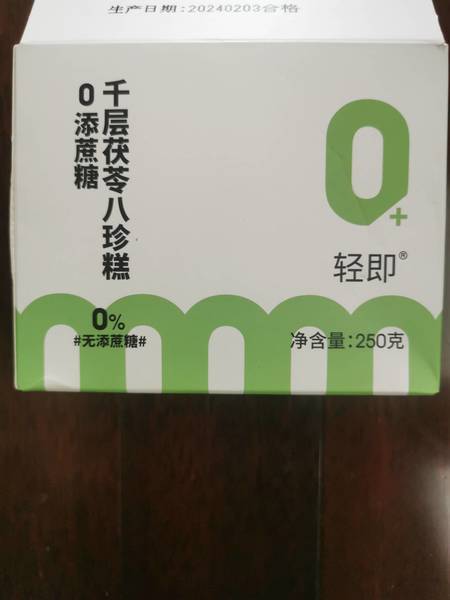 生产日期:20240203合格
千层茯苓八珍糕
0添蔗糖
0+
轻即®
0%
#无添蔗糖#
净含量:250克